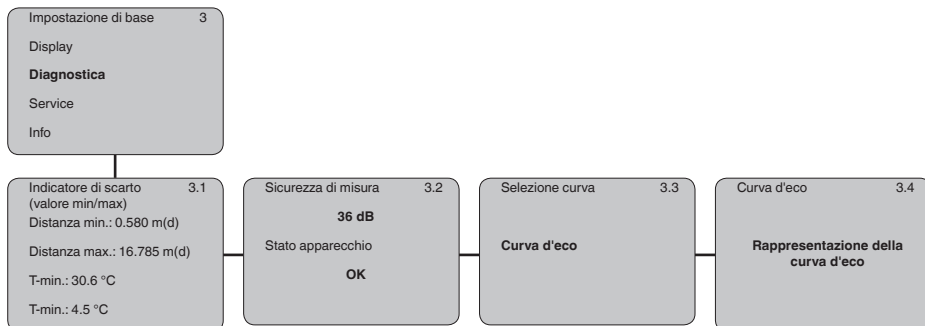 Impostazione di base 3
Display
Diagnostica
Service
Info
Indicatore di scarto 3.1
(valore min/max)
Distanza min.: 0.580 m(d)
Distanza max.: 16.785 m(d)
T-min.: 30.6 °C
T-min.: 4.5 °C
Sicurezza di misura 3.2
36 dB
Stato apparecchio
OK
Selezione curva 3.3
Curva d'eco
Curva d'eco 3.4
Rappresentazione della
curva d'eco